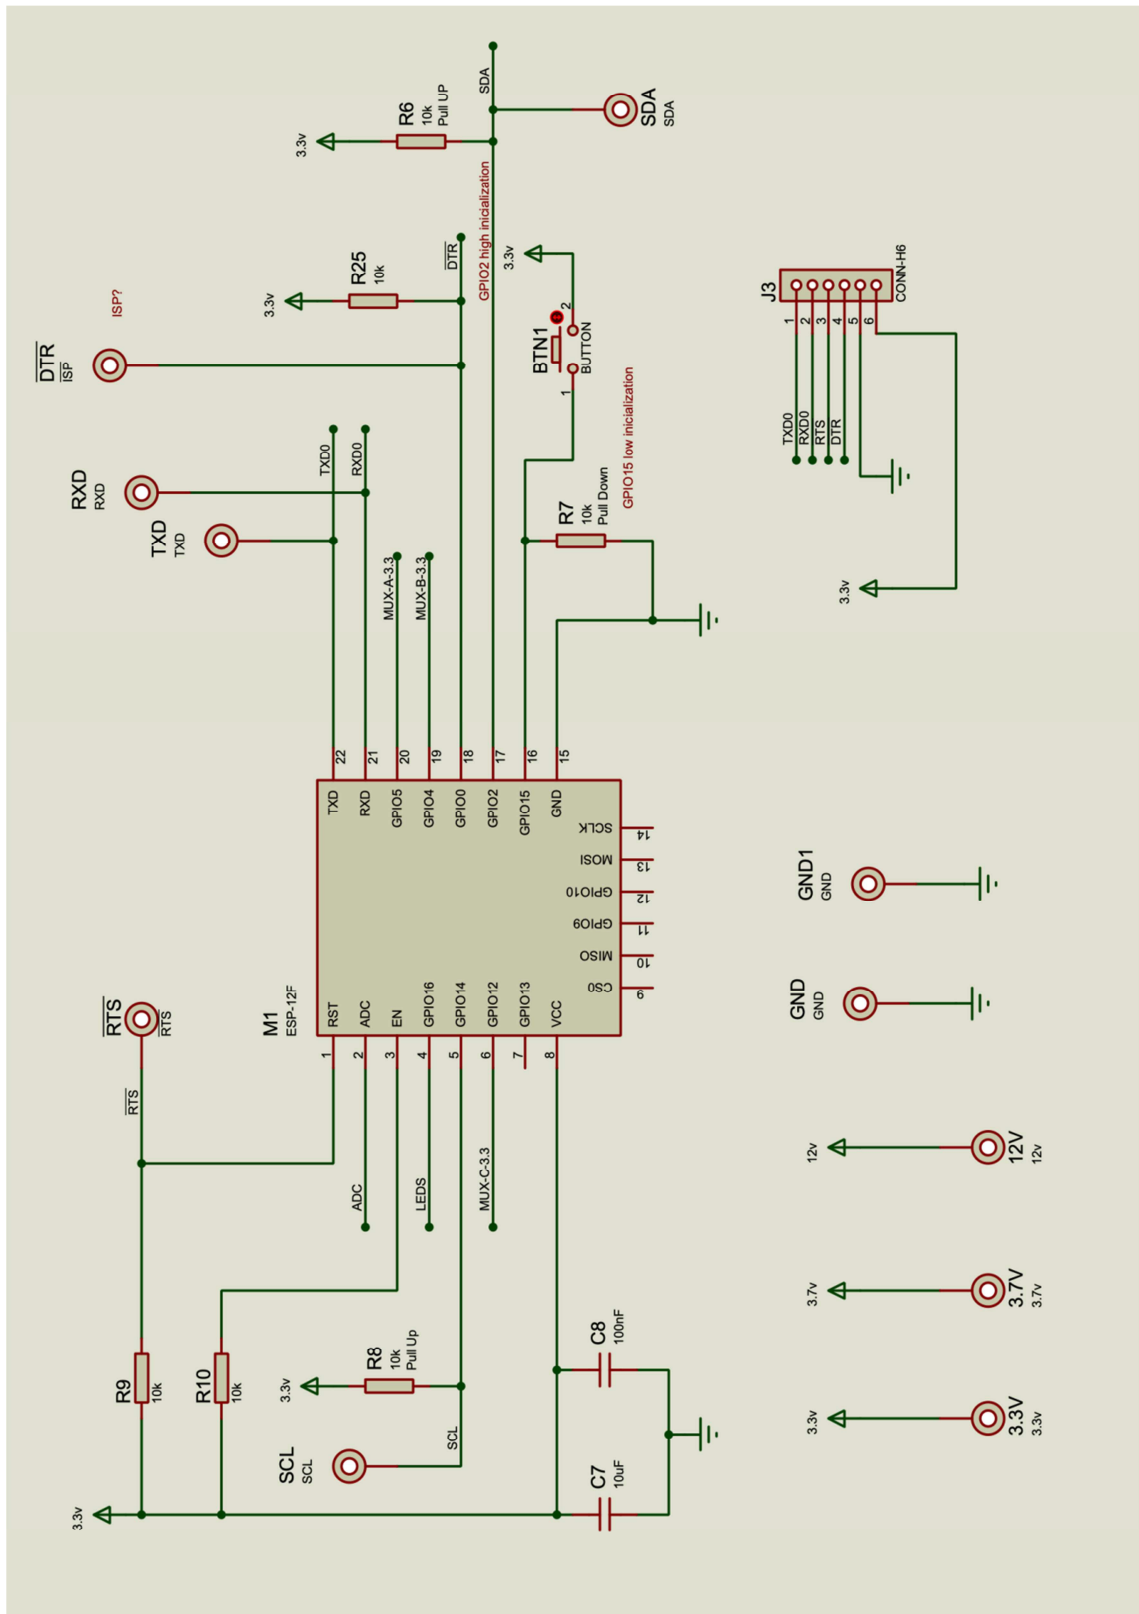 3.3v
R9
10k
R10
10k
RTS
RTS
RTS
SCL
SCL
3.3v
R8
10k
Pull Up
SCL
ADC
LEDS
MUX-C-3.3
C7
10uF
C8
100nF
M1
ESP-12F
1
RST
2
ADC
3
EN
4
GPIO16
5
GPIO14
6
GPIO12
7
GPIO13
8
VCC
9
CS0
10
MISO
11
GPIO9
12
GPIO10
13
MOSI
14
SCLK
TXD
22
RXD
21
GPIO5
20
GPIO4
19
GPIO0
18
GPIO2
17
GPIO15
16
GND
15
TXD
TXD
RXD
RXD
TXD0
RXD0
MUX-A-3.3
MUX-B-3.3
DTR
ISP
ISP?
3.3v
R25
10k
DTR
3.3v
R6
10k
Pull UP
GPIO2 high inicialization
SDA
SDA
SDA
3.3v
BTN1
BUTTON
1
2
R7
10k
Pull Down
GPIO15 low inicialization
3.3v
3.3V
3.3v
3.7v
3.7V
3.7v
12v
12V
12v
GND
GND
GND1
GND
3.3v
J3
CONN-H6
TXD0
1
RXD0
2
RTS
3
DTR
4
5
6